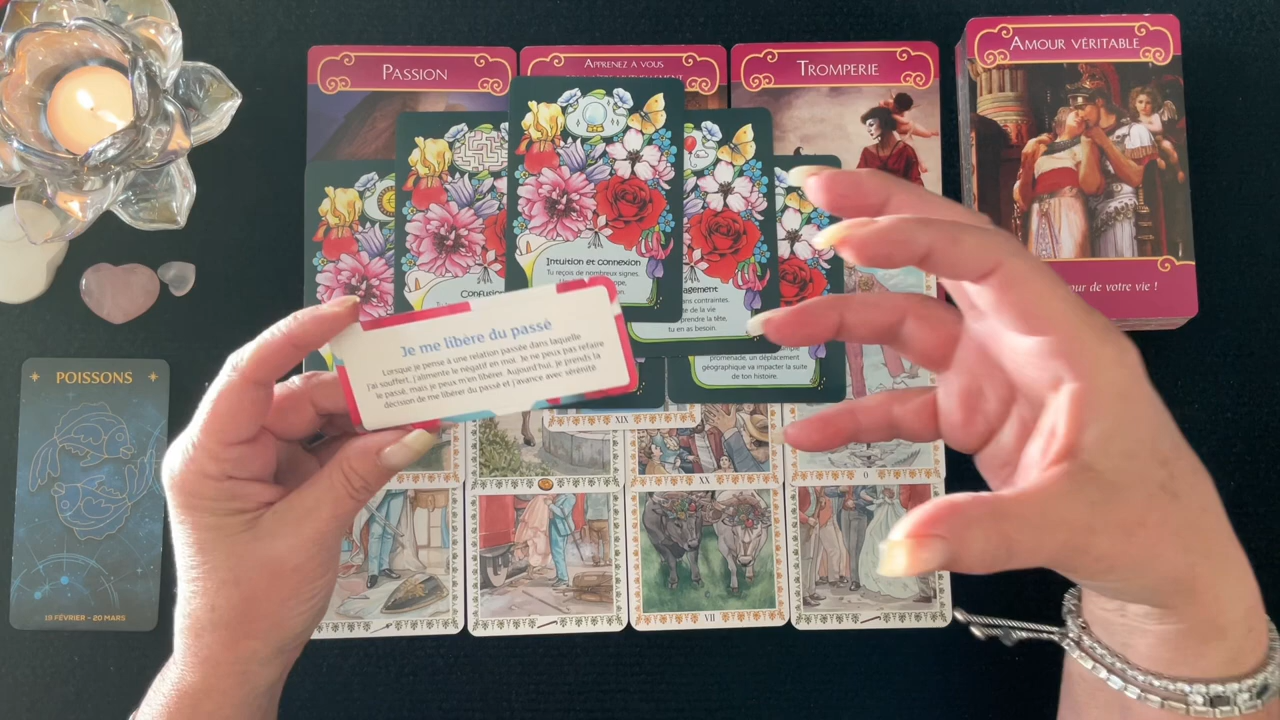 PASSION
APPRENEZ À VOUS
TROMPERIE
AMOUR VÉRITABLE
our de votre vie !
Intuition et connexion
Tu reçois de nombreux signes.
Confusion
agement
ans contraintes.
té de la vie
prendre la tête,
tu en as besoin.
promenade, un déplacement
géographique va impacter la suite
de ton histoire.
Je me libère du passé
Lorsque je pense à une relation passée dans laquelle
j'ai souffert, j'alimente le négatif en moi. Je ne peux pas refaire
le passé, mais je peux m'en libérer. Aujourd'hui, je prends la
décision de me libérer du passé et j'avance avec sérénité.
POISSONS
19 FÉVRIER – 20 MARS
XIX
XX
0
VII